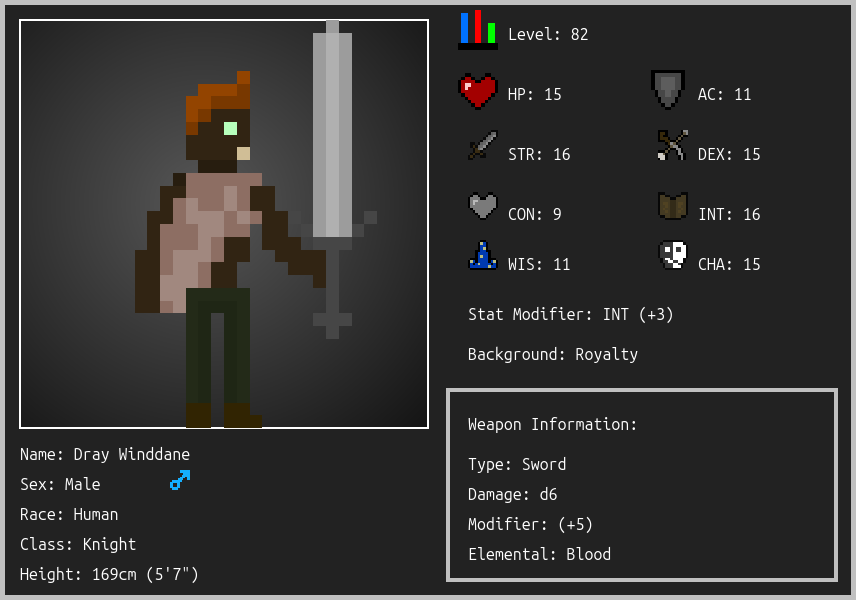 Level: 82
HP: 15
AC: 11
STR: 16
DEX: 15
CON: 9
INT: 16
WIS: 11
CHA: 15
Stat Modifier: INT (+3)
Background: Royalty
Weapon Information:
Type: Sword
Damage: d6
Modifier: (+5)
Elemental: Blood
Name: Dray Winddane
Sex: Male
Race: Human
Class: Knight
Height: 169cm (5'7")